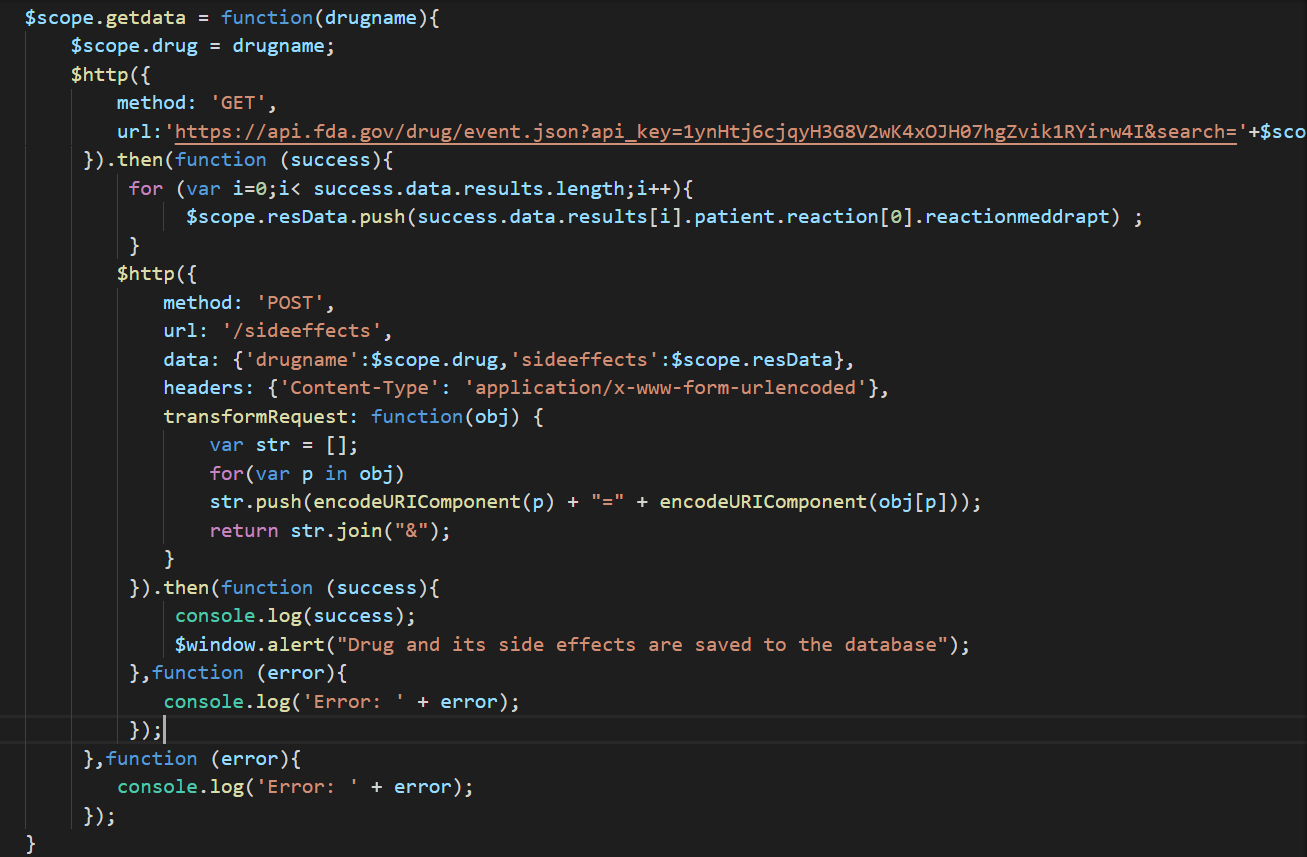 $scope.getdata = function(drugname){
$scope.drug = drugname;
$http({
method: 'GET',
url:'https://api.fda.gov/drug/event.json?api_key=1ynHtj6cjqyH3G8V2wK4xOJH07hgZvik1RYirw4I&search='+$sco
}).then(function (success){
for (var i=0;i< success.data.results.length;i++){
$scope.resData.push(success.data.results[i].patient.reaction[0].reactionmeddrapt) ;
}
$http({
method: 'POST',
url: '/sideeffects',
data: {'drugname':$scope.drug,'sideeffects':$scope.resData},
headers: {'Content-Type': 'application/x-www-form-urlencoded'},
transformRequest: function(obj) {
var str = [];
for(var p in obj)
str.push(encodeURIComponent(p) + "=" + encodeURIComponent(obj[p]));
return str.join("&");
}
}).then(function (success){
console.log(success);
$window.alert("Drug and its side effects are saved to the database");
},function (error){
console.log('Error: ' + error);
});
},function (error){
console.log('Error: ' + error);
});
}